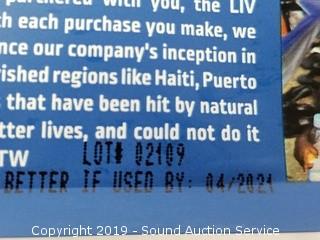 partnered with you, the LIV
h each purchase you make, we
nce our company's inception in
rished regions like Haiti, Puerto
s that have been hit by natural
tter lives, and could not do it
TW
LOT# 02109
BETTER IF USED BY: 04/2021
Copyright 2019 - Sound Auction Service